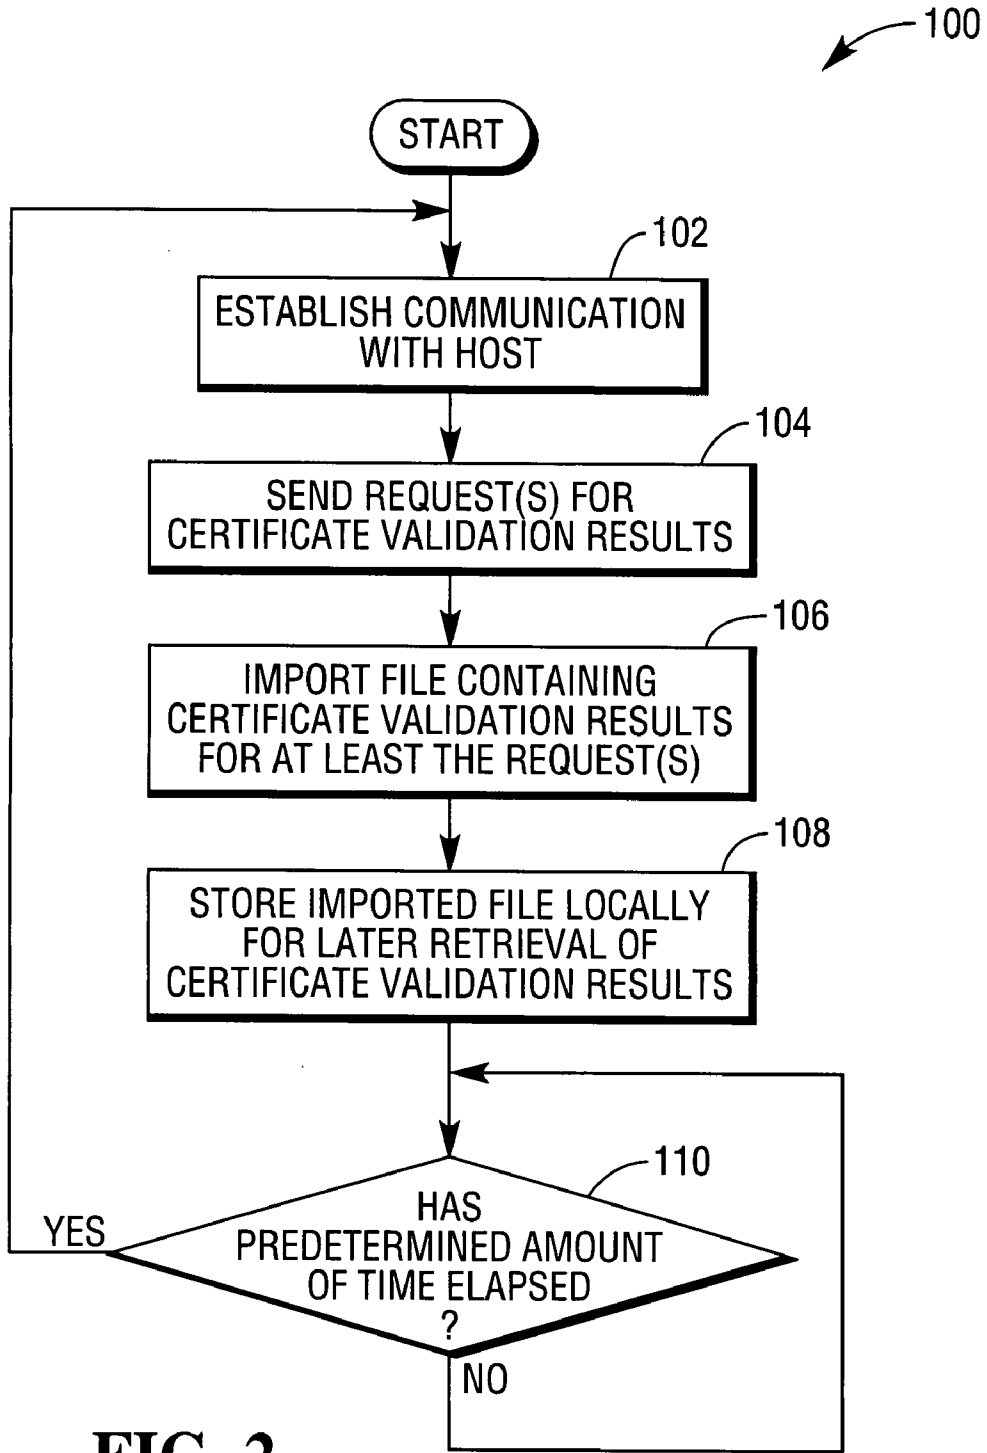 100
START
102
ESTABLISH COMMUNICATION
WITH HOST
104
SEND REQUEST(S) FOR
CERTIFICATE VALIDATION RESULTS
106
IMPORT FILE CONTAINING
CERTIFICATE VALIDATION RESULTS
FOR AT LEAST THE REQUEST(S)
108
STORE IMPORTED FILE LOCALLY
FOR LATER RETRIEVAL OF
CERTIFICATE VALIDATION RESULTS
110
HAS
PREDETERMINED AMOUNT
OF TIME ELAPSED
?
YES
NO
FIG. 2